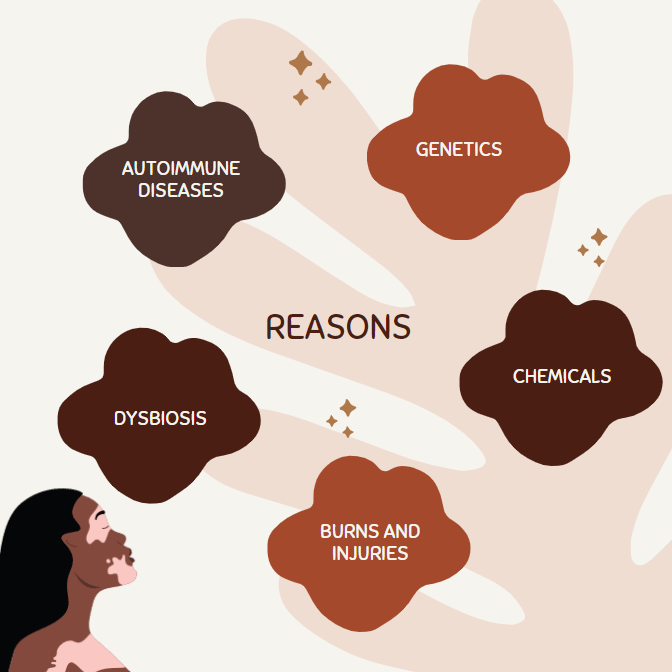 AUTOIMMUNE
DISEASES
GENETICS
REASONS
CHEMICALS
DYSBIOSIS
BURNS AND
INJURIES